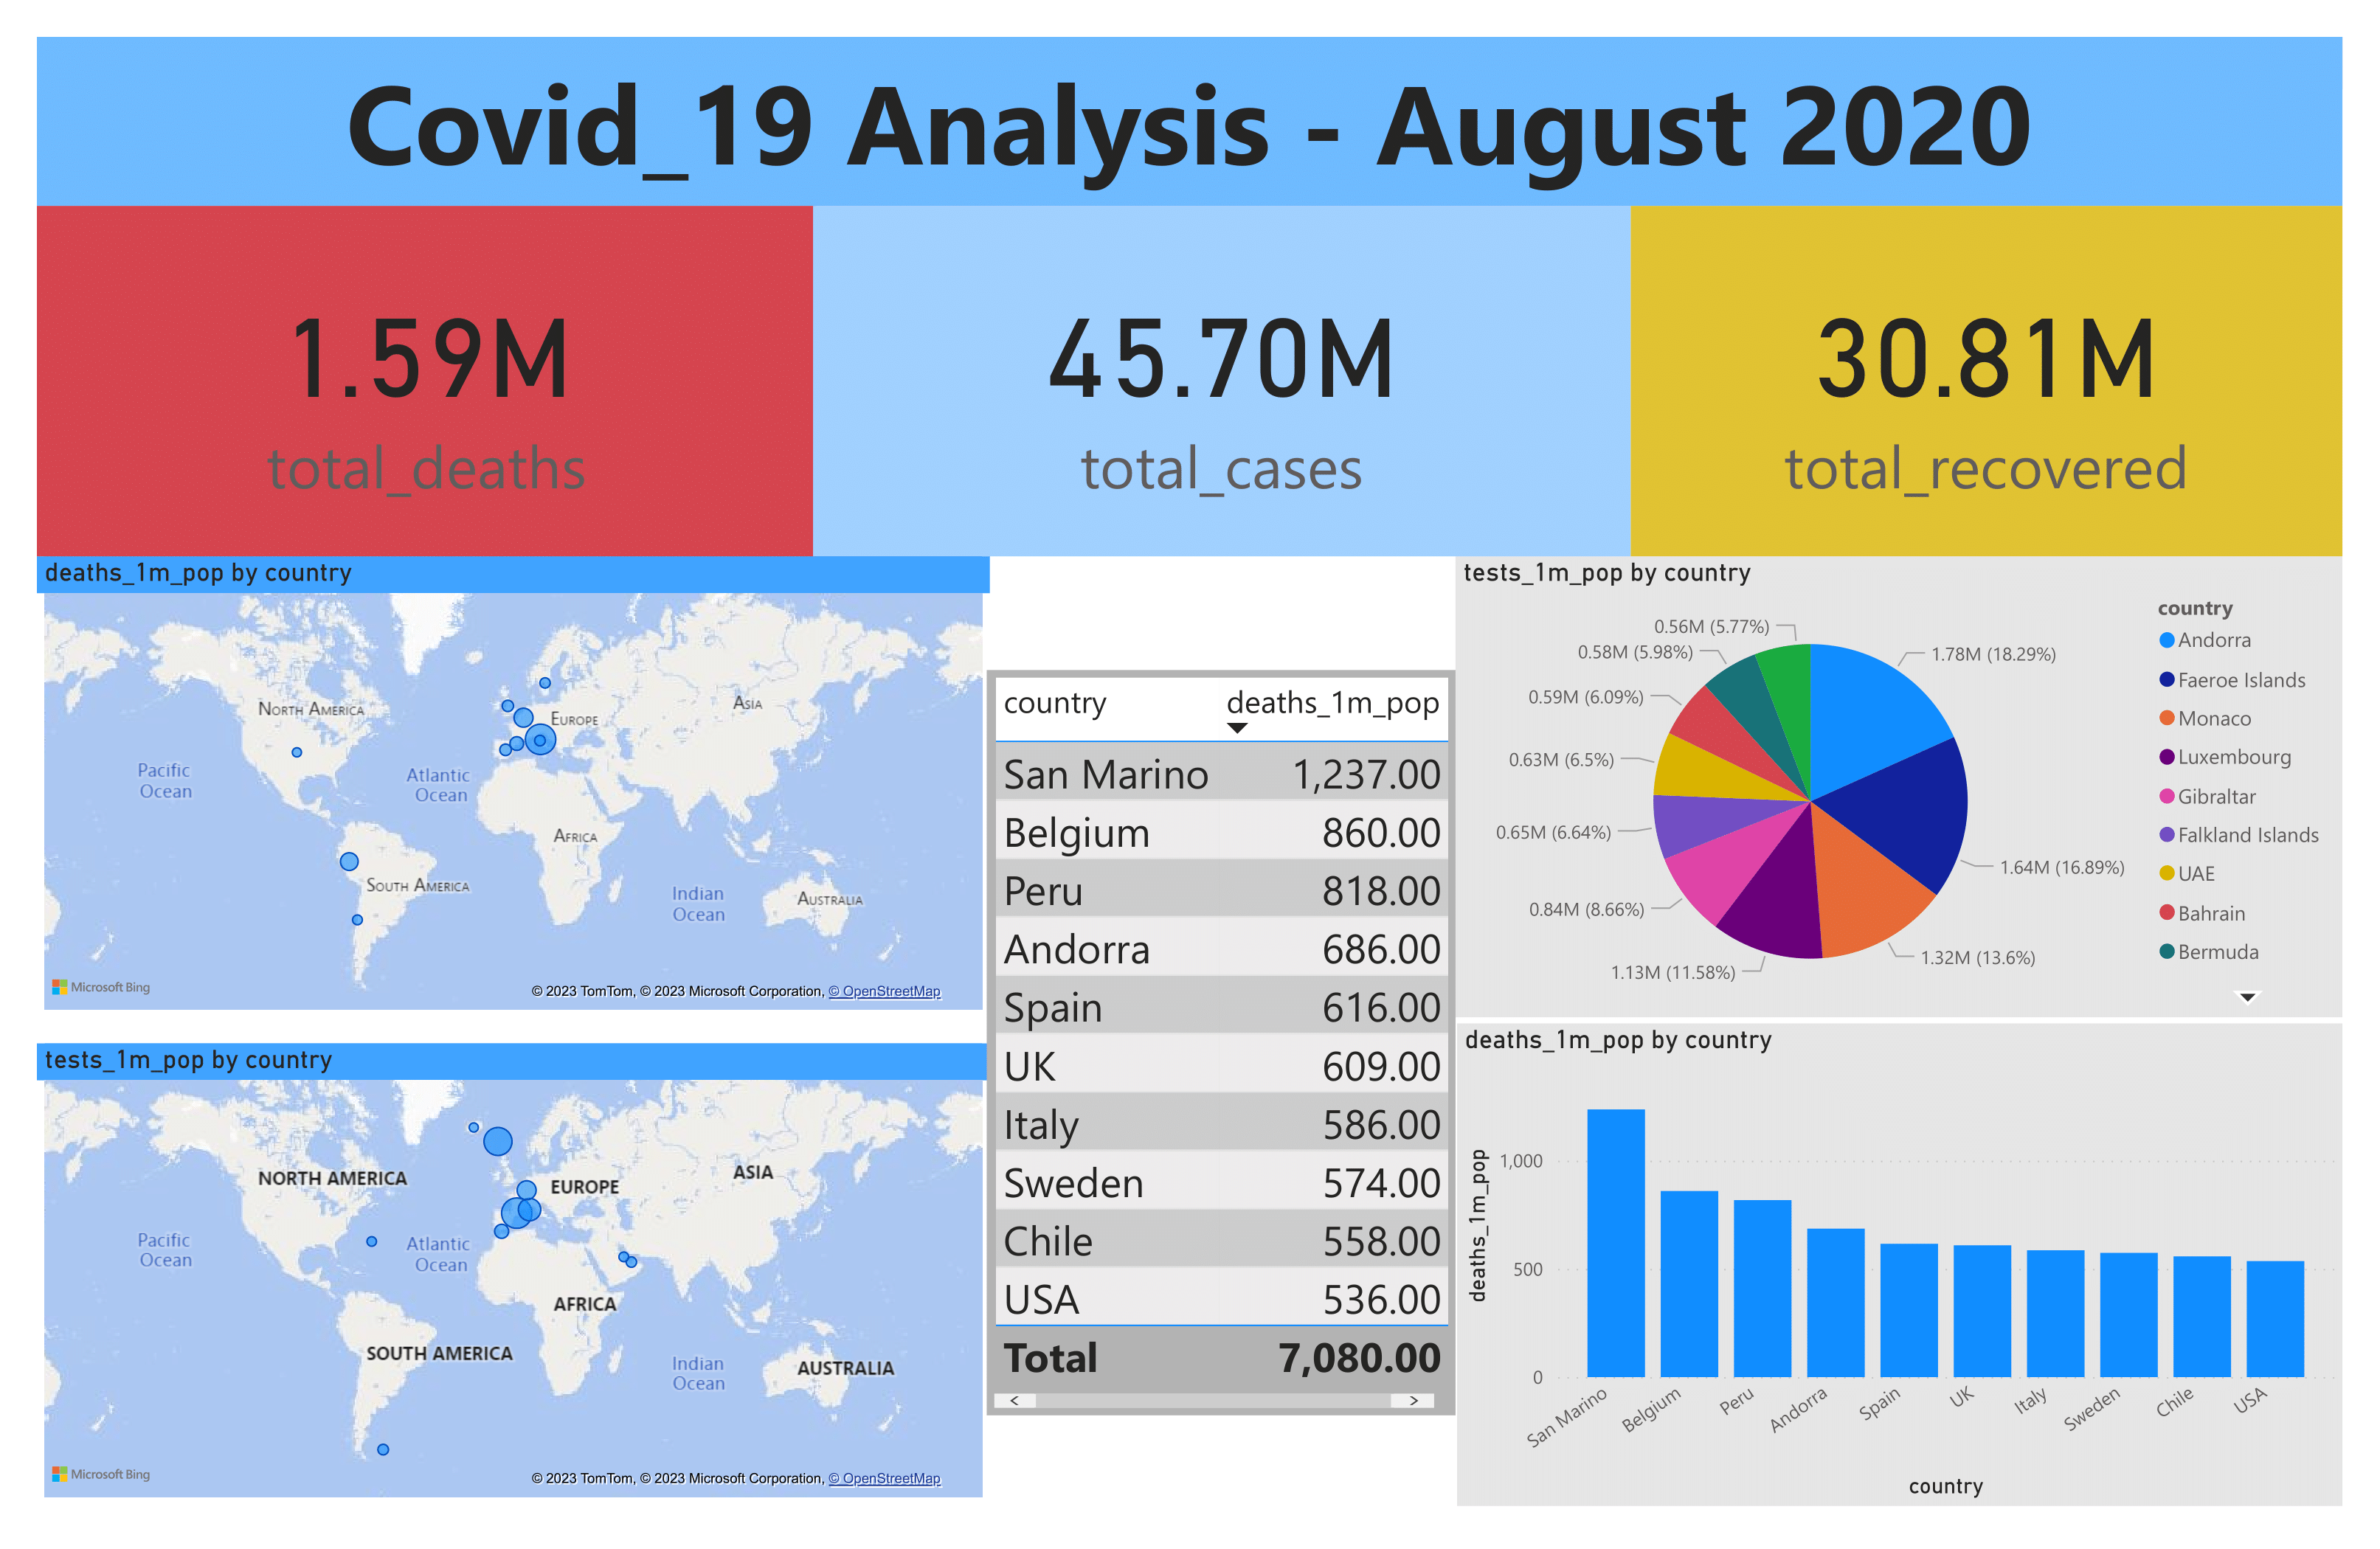 Covid_19 Analysis - August 2020
1.59M
total_deaths
45.70M
total_cases
30.81M
total_recovered
deaths_1m_pop by country
NORTH AMERICA
EUROPE
ASIA
Pacific
Ocean
Atlantic
Ocean
AFRICA
SOUTH AMERICA
Indian
Ocean
AUSTRALIA
Microsoft Bing
© 2023 TomTom, © 2023 Microsoft Corporation, © OpenStreetMap
tests_1m_pop by country
NORTH AMERICA
EUROPE
ASIA
Pacific
Ocean
Atlantic
Ocean
AFRICA
SOUTH AMERICA
Indian
Ocean
AUSTRALIA
Microsoft Bing
© 2023 TomTom, © 2023 Microsoft Corporation, © OpenStreetMap
country deaths_1m_pop
San Marino 1,237.00
Belgium 860.00
Peru 818.00
Andorra 686.00
Spain 616.00
UK 609.00
Italy 586.00
Sweden 574.00
Chile 558.00
USA 536.00
Total 7,080.00
tests_1m_pop by country
0.56M (5.77%)
0.58M (5.98%)
0.59M (6.09%)
0.63M (6.5%)
0.65M (6.64%)
0.84M (8.66%)
1.13M (11.58%)
1.78M (18.29%)
1.64M (16.89%)
1.32M (13.6%)
country
Andorra
Faeroe Islands
Monaco
Luxembourg
Gibraltar
Falkland Islands
UAE
Bahrain
Bermuda
deaths_1m_pop by country
deaths_1m_pop
1,000
500
0
San Marino
Belgium
Peru
Andorra
Spain
UK
Italy
Sweden
Chile
USA
country